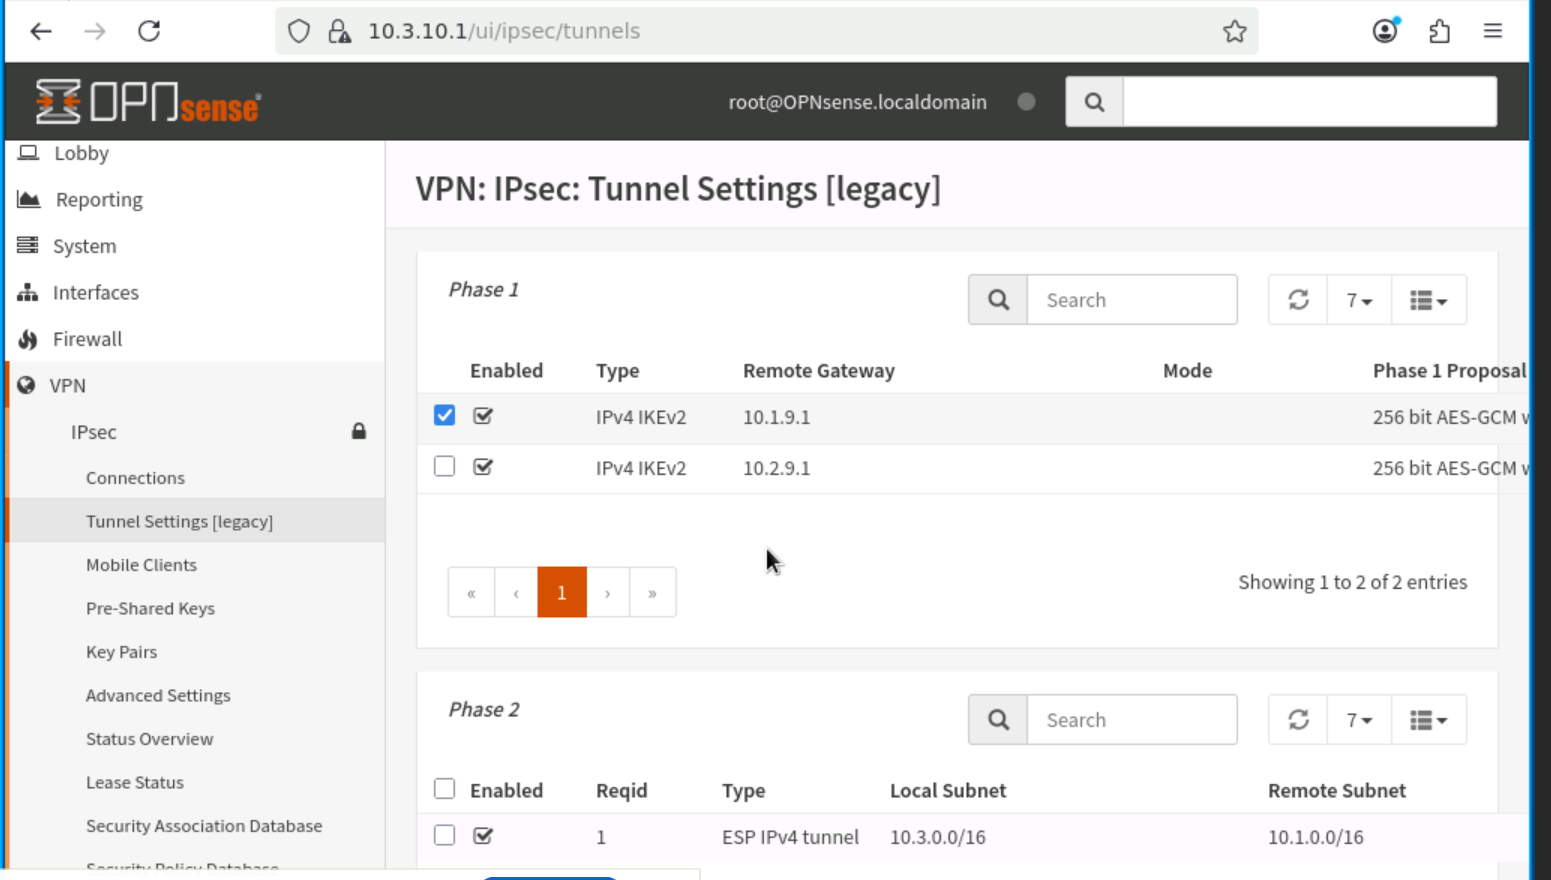 10.3.10.1/ui/ipsec/tunnels
OPNsense
root@OPNsense.localdomain
Lobby
Reporting
System
Interfaces
Firewall
VPN
IPsec
Connections
Tunnel Settings [legacy]
Mobile Clients
Pre-Shared Keys
Key Pairs
Advanced Settings
Status Overview
Lease Status
Security Association Database
Security Policy Database
VPN: IPsec: Tunnel Settings [legacy]
Phase 1
Search
7
Enabled Type Remote Gateway Mode Phase 1 Proposal
IPv4 IKEv2 10.1.9.1 256 bit AES-GCM w
IPv4 IKEv2 10.2.9.1 256 bit AES-GCM w
« ‹ 1 › »
Showing 1 to 2 of 2 entries
Phase 2
Search
7
Enabled Reqid Type Local Subnet Remote Subnet
1 ESP IPv4 tunnel 10.3.0.0/16 10.1.0.0/16